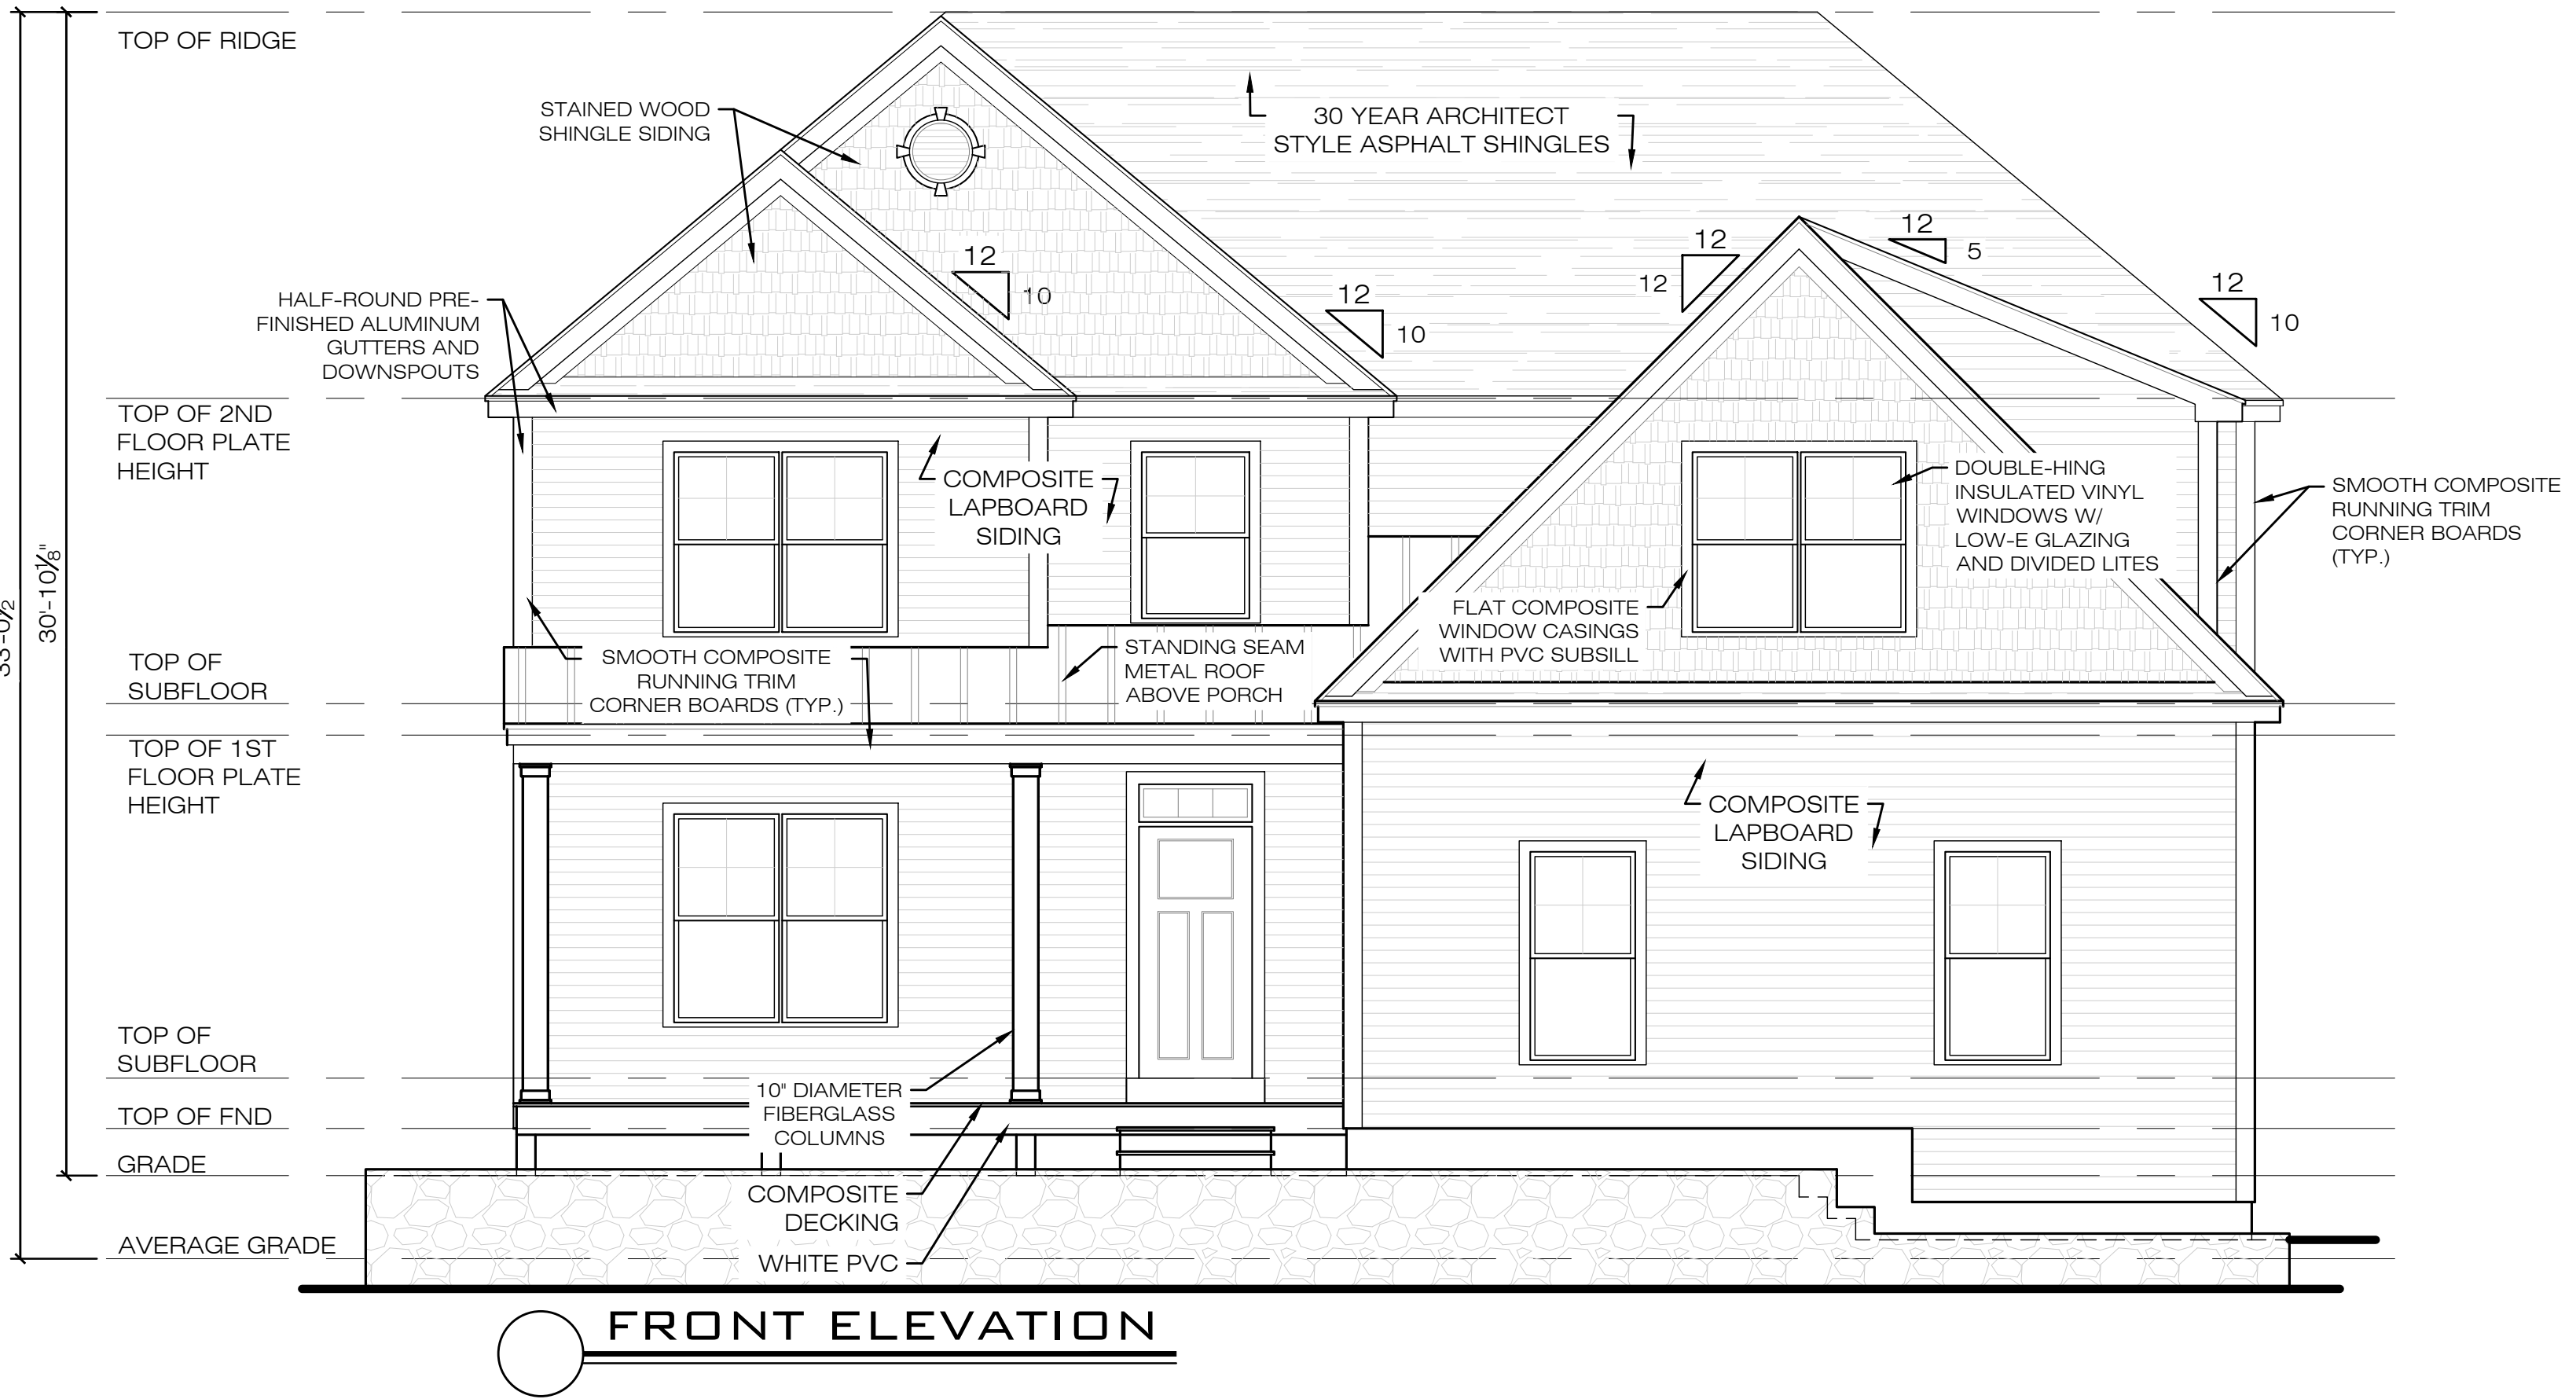 TOP OF RIDGE
STAINED WOOD
SHINGLE SIDING
30 YEAR ARCHITECT
STYLE ASPHALT SHINGLES
12
10
12
10
12
12
12
5
12
10
HALF-ROUND PRE-
FINISHED ALUMINUM
GUTTERS AND
DOWNSPOUTS
TOP OF 2ND
FLOOR PLATE
HEIGHT
COMPOSITE
LAPBOARD
SIDING
DOUBLE-HING
INSULATED VINYL
WINDOWS W/
LOW-E GLAZING
AND DIVIDED LITES
SMOOTH COMPOSITE
RUNNING TRIM
CORNER BOARDS
(TYP.)
33'-0½
30'-10⅛"
FLAT COMPOSITE
WINDOW CASINGS
WITH PVC SUBSILL
TOP OF
SUBFLOOR
SMOOTH COMPOSITE
RUNNING TRIM
CORNER BOARDS (TYP.)
STANDING SEAM
METAL ROOF
ABOVE PORCH
TOP OF 1ST
FLOOR PLATE
HEIGHT
COMPOSITE
LAPBOARD
SIDING
TOP OF
SUBFLOOR
10" DIAMETER
FIBERGLASS
COLUMNS
TOP OF FND
GRADE
COMPOSITE
DECKING
AVERAGE GRADE
WHITE PVC
FRONT ELEVATION